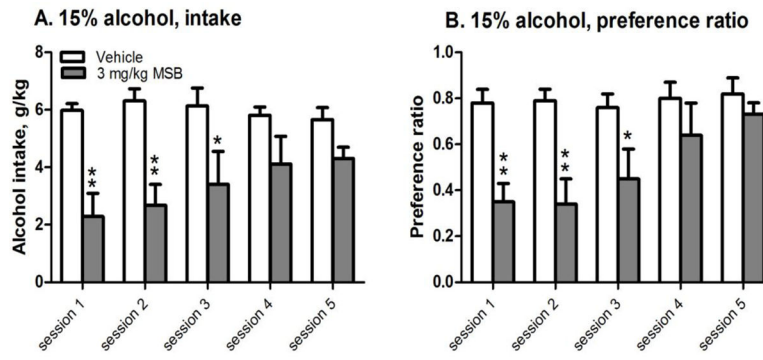 A. 15% alcohol, intake
Vehicle
3 mg/kg MSB
Alcohol intake, g/kg
8
6
4
2
0
**
**
*
session 1
session 2
session 3
session 4
session 5
B. 15% alcohol, preference ratio
Preference ratio
1.0
0.8
0.6
0.4
0.2
0.0
**
**
*
session 1
session 2
session 3
session 4
session 5